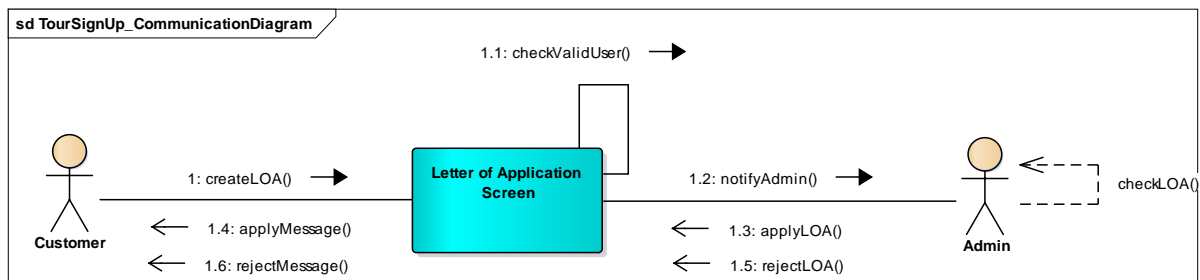 sd TourSignUp_CommunicationDiagram
1.1: checkValidUser()
Letter of Application
Screen
1: createLOA()
1.2: notifyAdmin()
checkLOA()
1.4: applyMessage()
1.3: applyLOA()
Customer
Admin
1.6: rejectMessage()
1.5: rejectLOA()